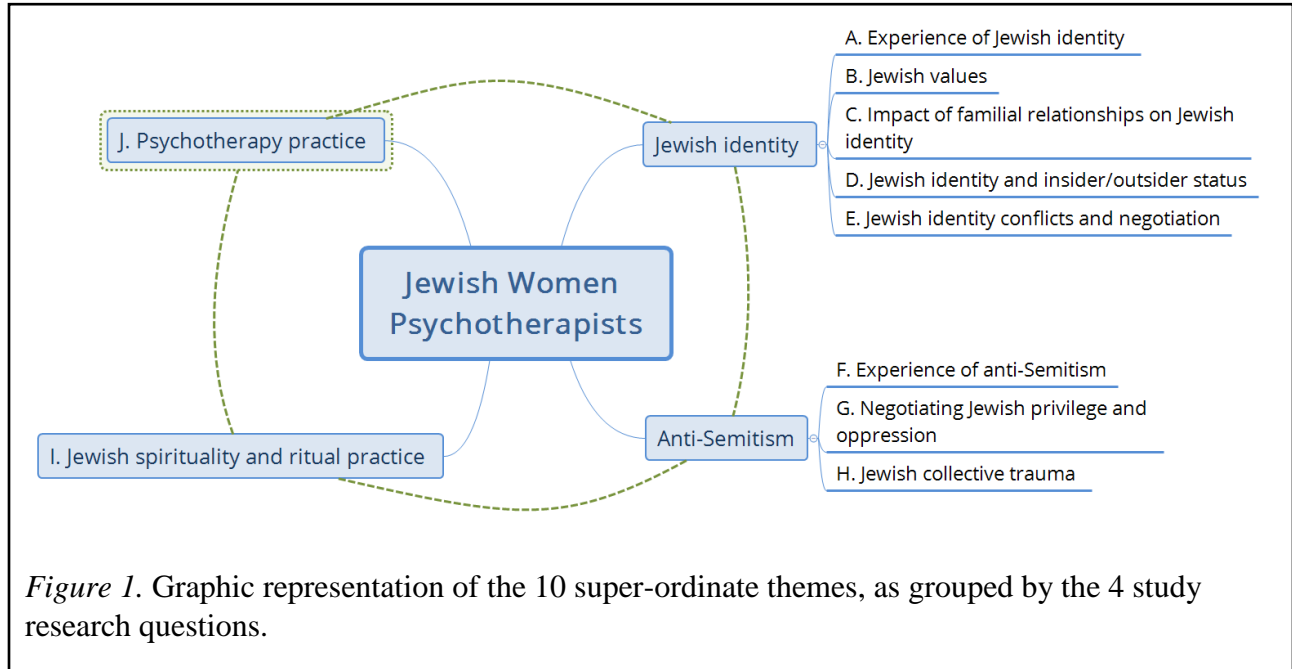 A. Experience of Jewish identity
B. Jewish values
C. Impact of familial relationships on Jewish
identity
D. Jewish identity and insider/outsider status
E. Jewish identity conflicts and negotiation
Jewish identity
J. Psychotherapy practice
Jewish Women
Psychotherapists
I. Jewish spirituality and ritual practice
Anti-Semitism
F. Experience of anti-Semitism
G. Negotiating Jewish privilege and
oppression
H. Jewish collective trauma
Figure 1. Graphic representation of the 10 super-ordinate themes, as grouped by the 4 study
research questions.